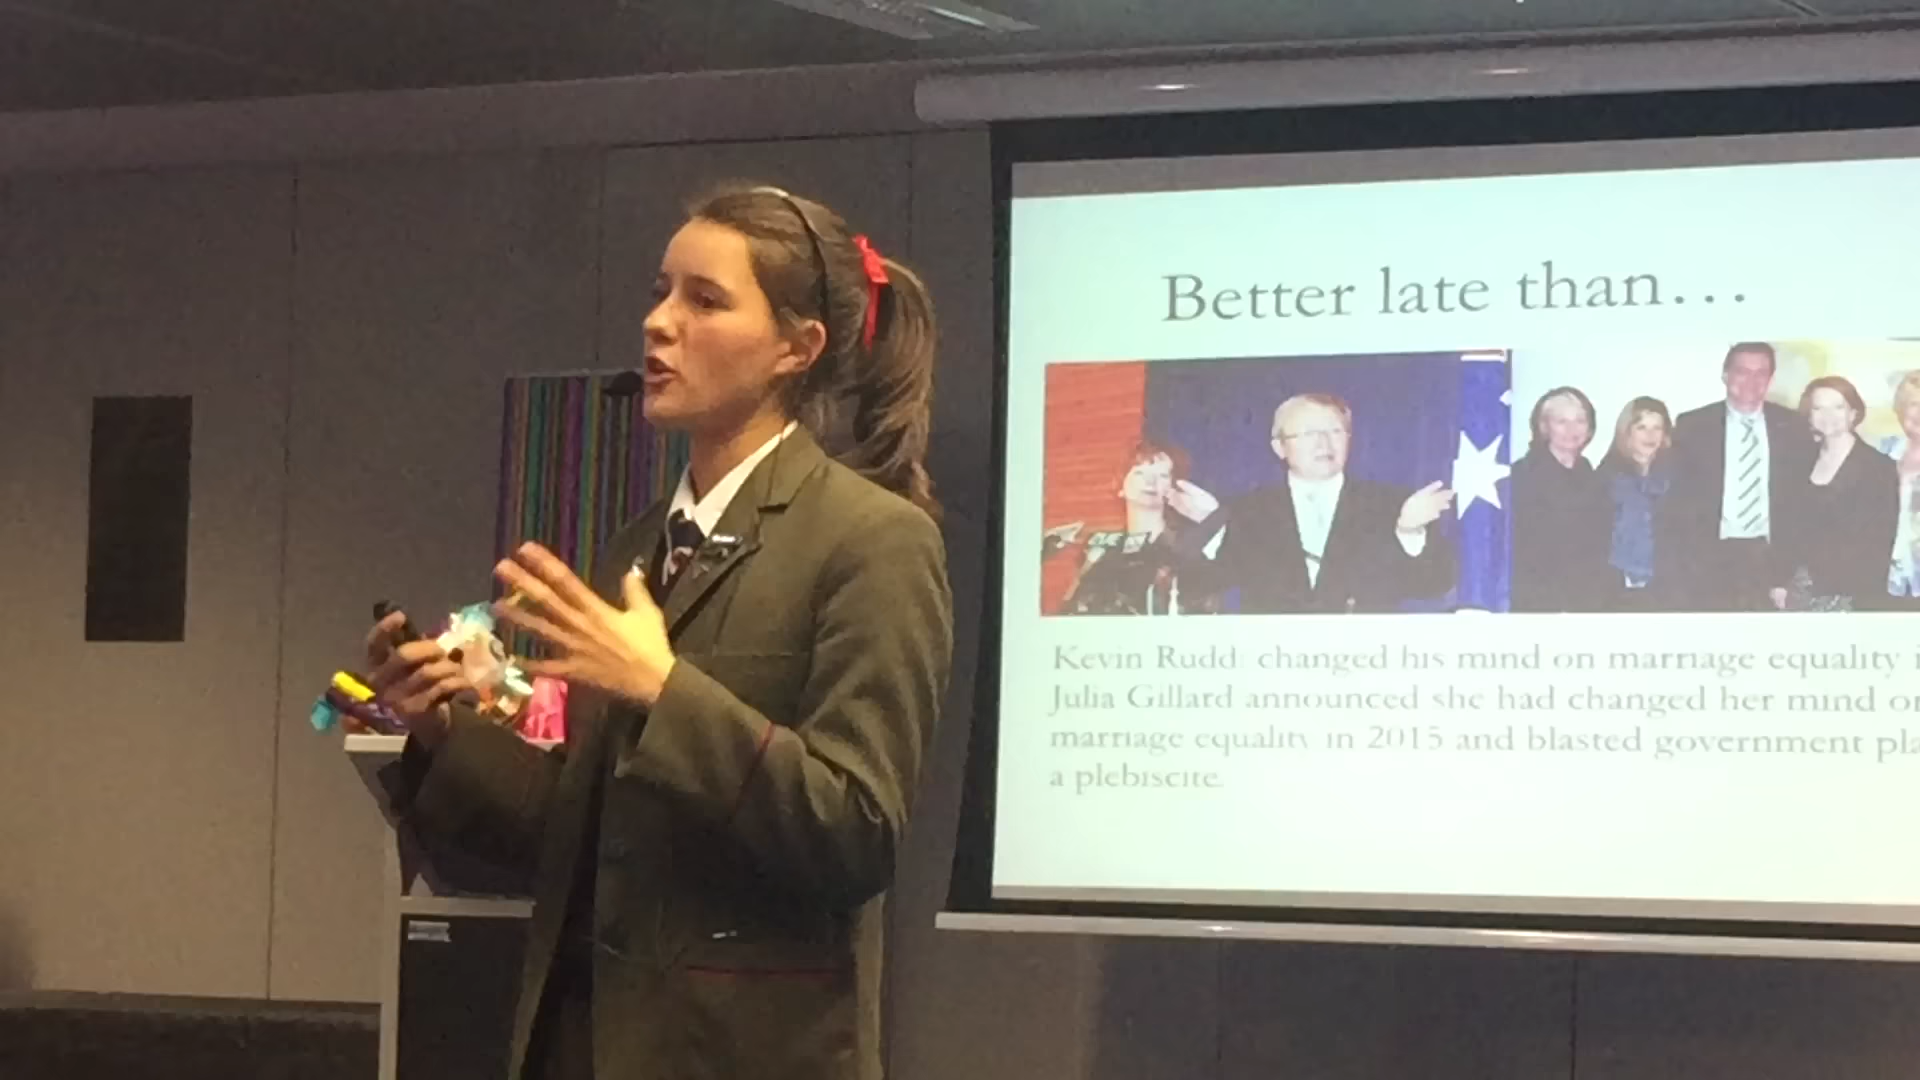 Better late than...
Kevin Rudd changed his mind on marriage equality
Julia Gillard announced she had changed her mind on
marriage equality in 2015 and blasted government
a plebiscite.